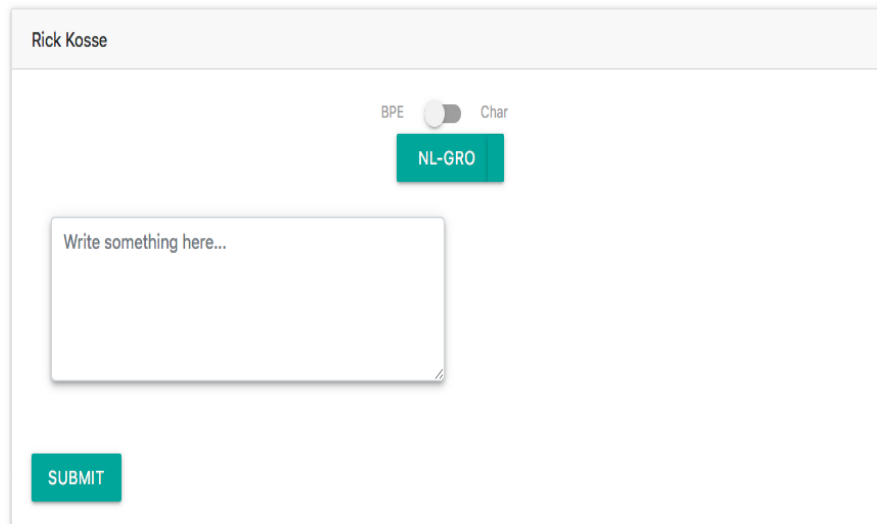 Rick Kosse
BPE Char
NL-GRO
Write something here...
SUBMIT